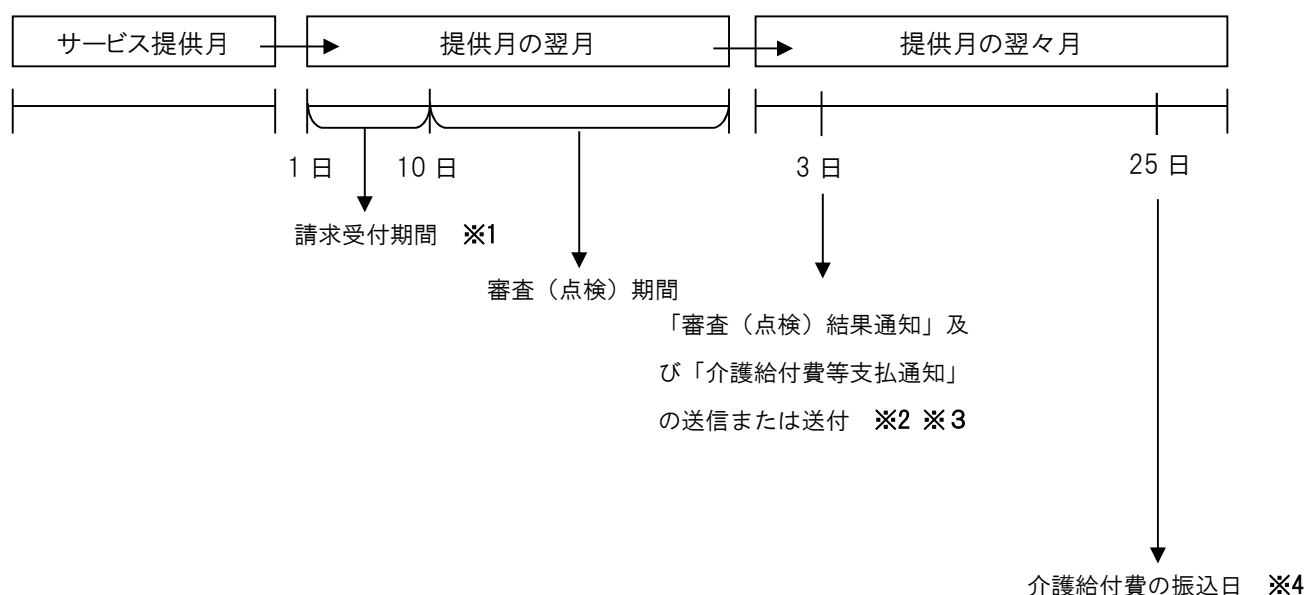 サービス提供月
提供月の翌月
提供月の翌々月
1日
10日
3日
25日
請求受付期間 ※1
審査（点検）期間
「審査（点検）結果通知」及
び「介護給付費等支払通知」
の送信または送付 ※2 ※3
介護給付費の振込日 ※4